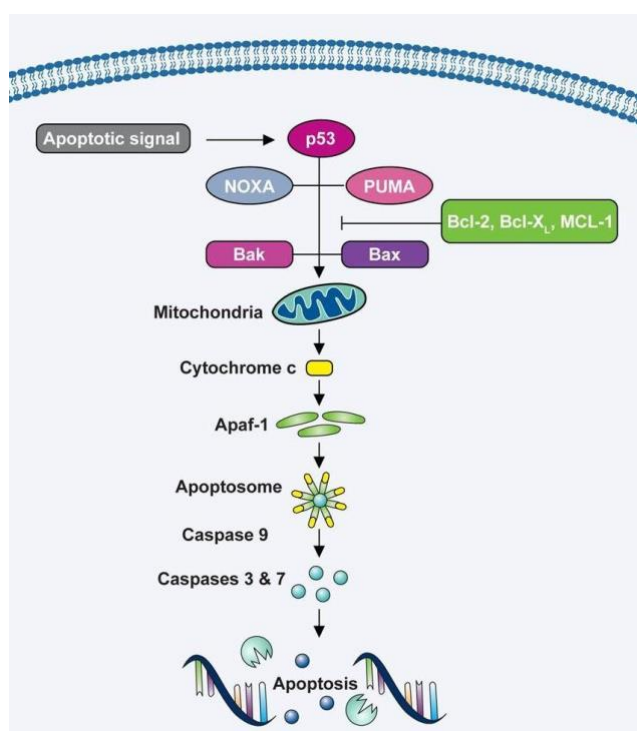 Apoptotic signal
p53
NOXA
PUMA
Bcl-2, Bcl-X_L, MCL-1
Bak
Bax
Mitochondria
Cytochrome c
Apaf-1
Apoptosome
Caspase 9
Caspases 3 & 7
Apoptosis